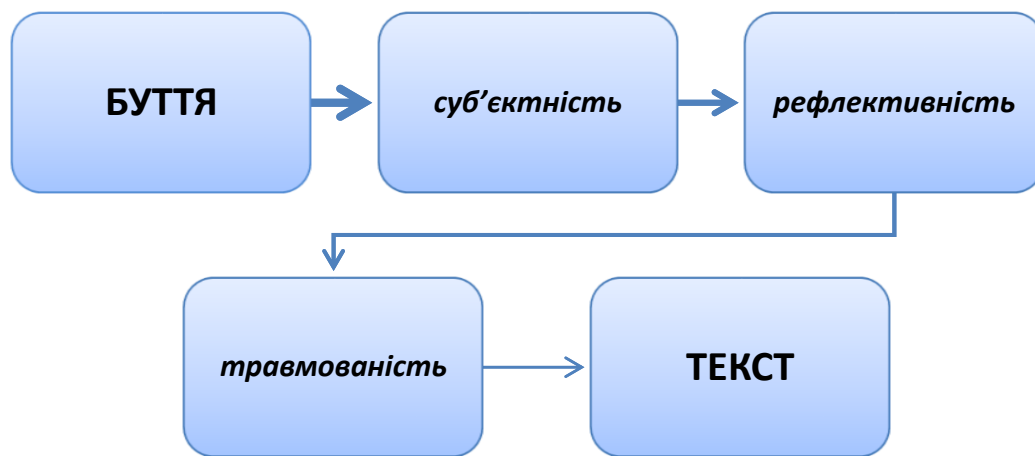 БУТТЯ
суб’єктність
рефлективність
травмованість
ТЕКСТ